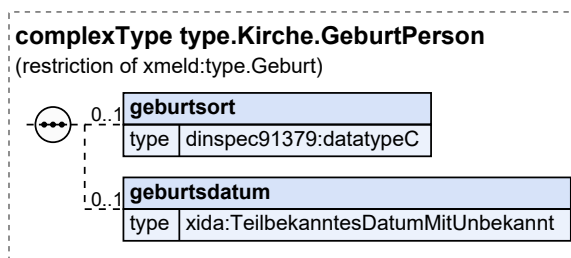 complexType type.Kirche.GeburtPerson
(restriction of xmeld:type.Geburt)
0..1 geburtsort
type dinspec91379:datatypeC
0..1 geburtsdatum
type xida:TeilbekanntesDatumMitUnbekannt